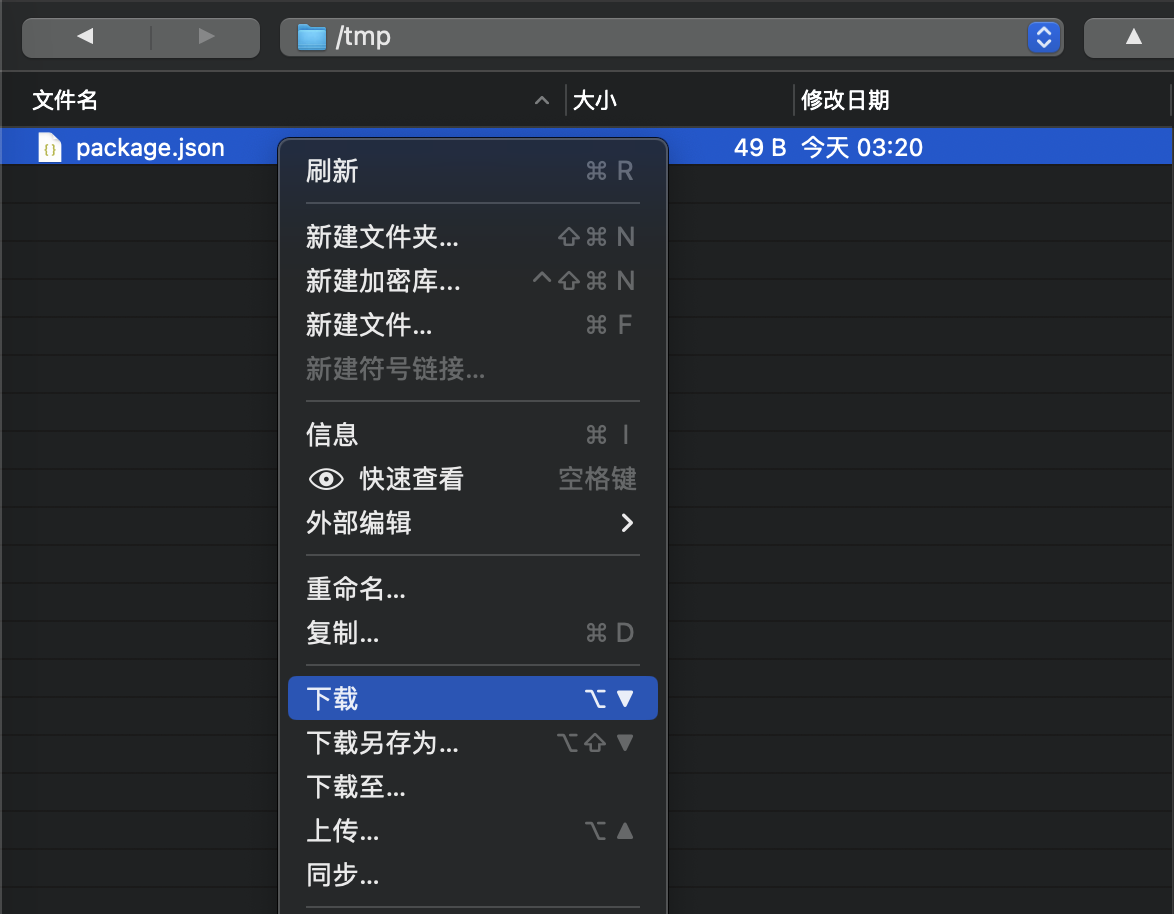 /tmp
文件名 大小 修改日期
package.json 49 B 今天 03:20
刷新 ⌘ R
新建文件夹... ⇧⌘ N
新建加密库... ^⇧⌘ N
新建文件... ⌘ F
新建符号链接...
信息 ⌘ I
快速查看 空格键
外部编辑
重命名...
复制... ⌘ D
下载 ⌥ ▼
下载另存为... ⌥⇧ ▼
下载至...
上传... ⌥ ▲
同步...